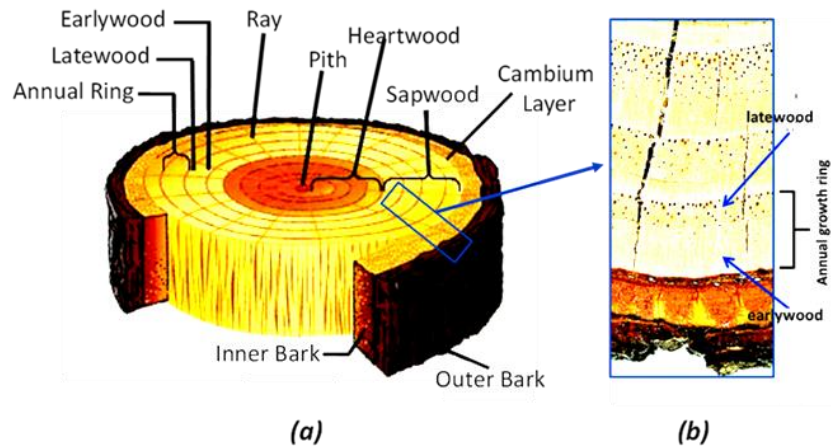 Earlywood
Ray
Heartwood
Latewood
Pith
Cambium
Layer
Annual Ring
Sapwood
Inner Bark
Outer Bark
(a)
latewood
Annual growth ring
earlywood
(b)